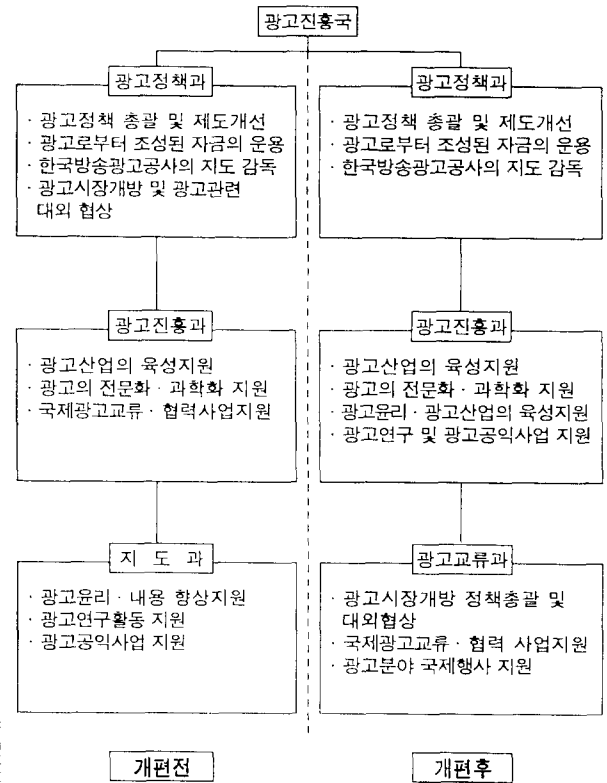 광고진흥국
광고정책과
· 광고정책 총괄 및 제도개선
· 광고로부터 조성된 자금의 운용
· 한국방송광고공사의 지도 감독
· 광고시장개방 및 광고관련
대외 협상
광고진흥과
· 광고산업의 육성지원
· 광고의 전문화 · 과학화 지원
· 국제광고교류 · 협력사업지원
지 도 과
· 광고윤리 · 내용 향상지원
· 광고연구활동 지원
· 광고공익사업 지원
개편전
광고정책과
· 광고정책 총괄 및 제도개선
· 광고로부터 조성된 자금의 운용
· 한국방송광고공사의 지도 감독
광고진흥과
· 광고산업의 육성지원
· 광고의 전문화 · 과학화 지원
· 광고윤리 · 광고산업의 육성지원
· 광고연구 및 광고공익사업 지원
광고교류과
· 광고시장개방 정책총괄 및
대외협상
· 국제광고교류 · 협력 사업지원
· 광고분야 국제행사 지원
개편후